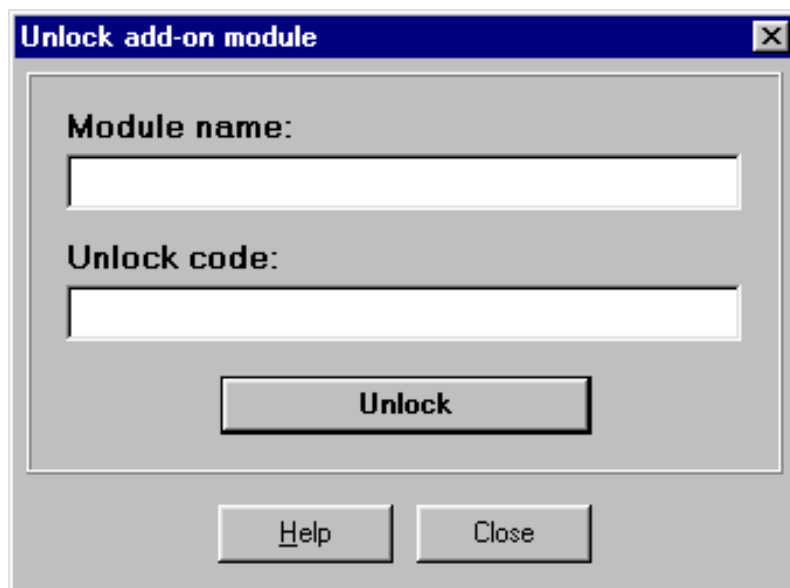 Unlock add-on module
Module name:
Unlock code:
Unlock
Help Close